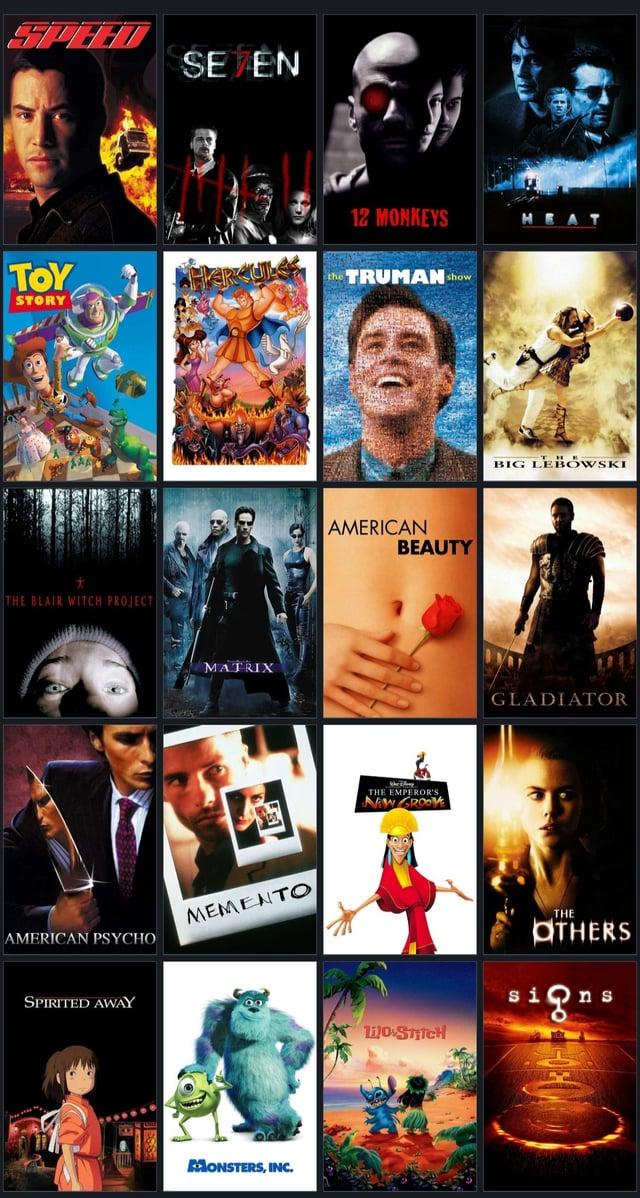 SPEED
SE7EN
12 MONKEYS
HEAT
TOY
STORY
HERCULES
the TRUMAN show
THE
BIG LEBOWSKI
THE BLAIR WITCH PROJECT
MATRIX
AMERICAN
BEAUTY
GLADIATOR
AMERICAN PSYCHO
MEMENTO
WALT DISNEY
THE EMPEROR'S
NEW GROOVE
THE
OTHERS
SPIRITED AWAY
MONSTERS, INC.
LILO & STITCH
signs